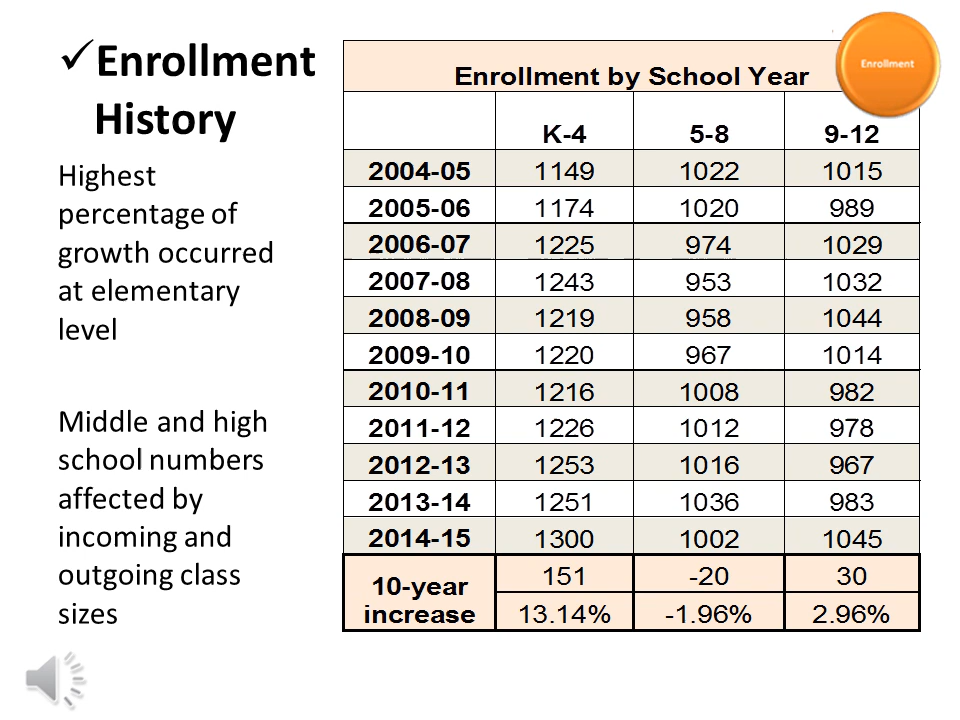 ✓Enrollment
History
Highest
percentage of
growth occurred
at elementary
level
Middle and high
school numbers
affected by
incoming and
outgoing class
sizes
Enrollment
Enrollment by School Year
K-4 5-8 9-12
2004-05 1149 1022 1015
2005-06 1174 1020 989
2006-07 1225 974 1029
2007-08 1243 953 1032
2008-09 1219 958 1044
2009-10 1220 967 1014
2010-11 1216 1008 982
2011-12 1226 1012 978
2012-13 1253 1016 967
2013-14 1251 1036 983
2014-15 1300 1002 1045
10-year
increase
151 -20 30
13.14% -1.96% 2.96%